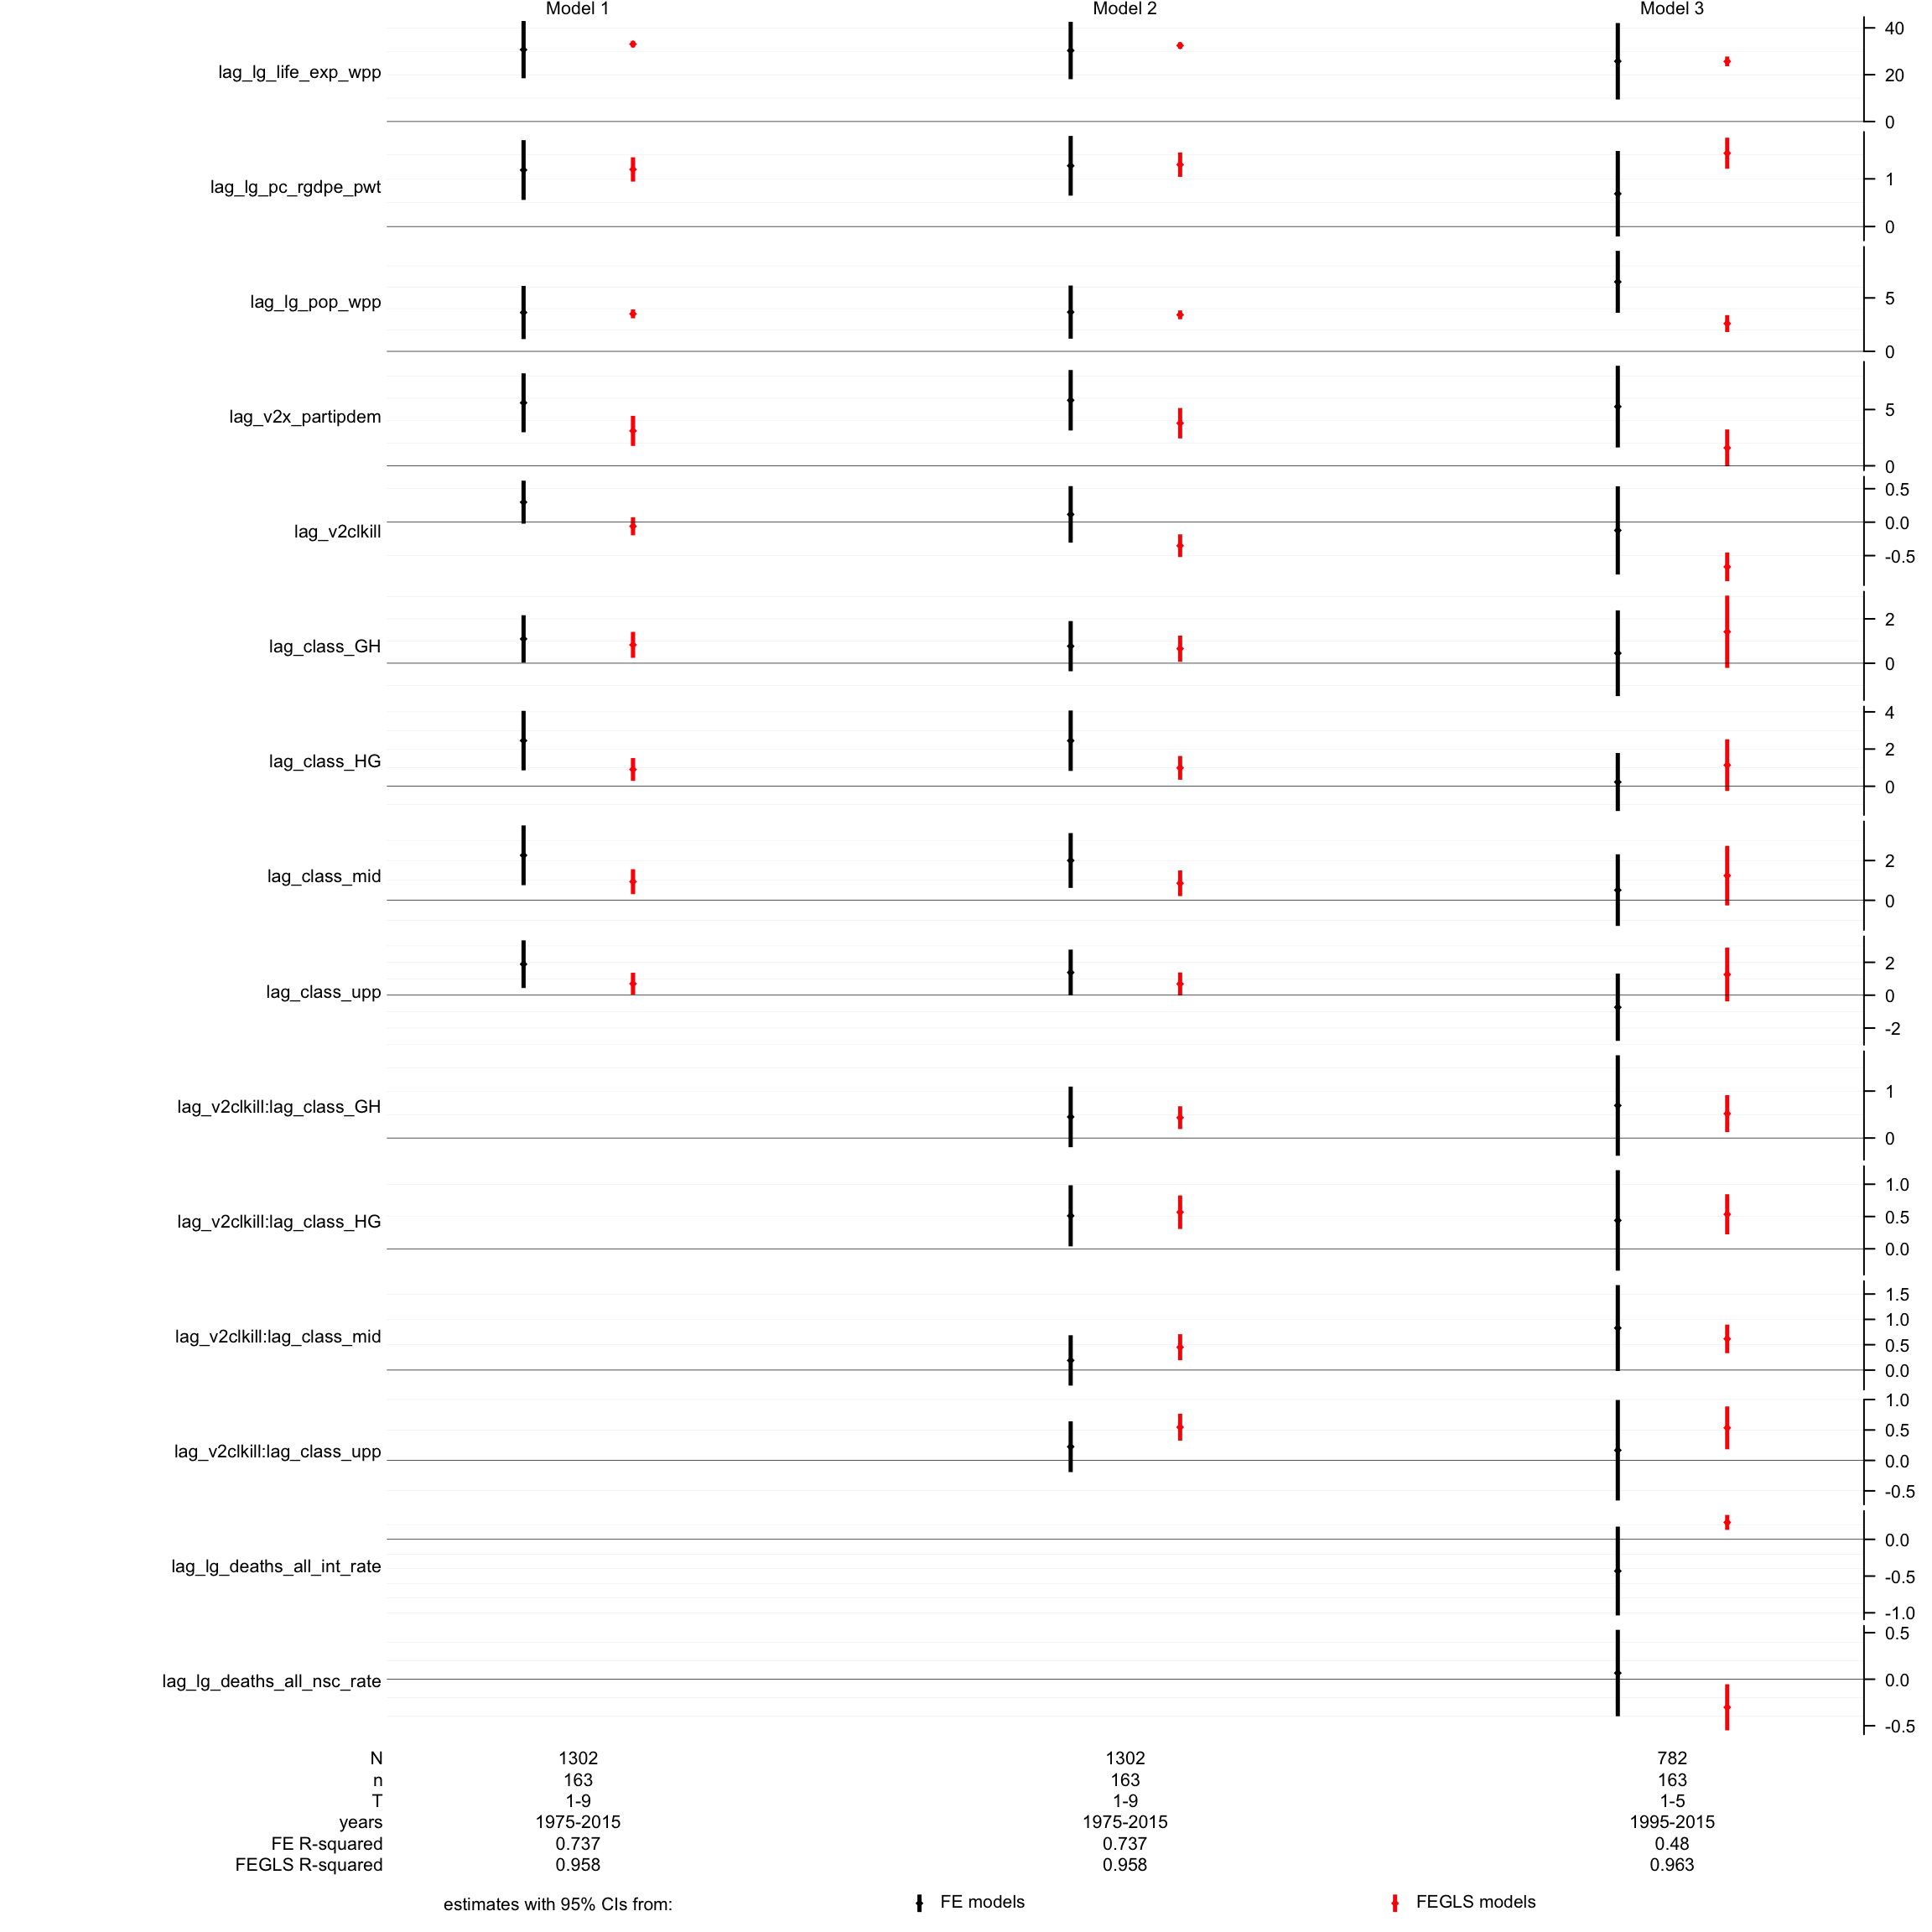 Model 1 Model 2 Model 3
lag_lg_life_exp_wpp 40 20 0
lag_lg_pc_rgdpe_pwt 1 0
lag_lg_pop_wpp 5 0
lag_v2x_partipdem 5 0
lag_v2clkill 0.5 0.0 -0.5
lag_class_GH 2 0
lag_class_HG 4 2 0
lag_class_mid 2 0
lag_class_upp 2 0 -2
lag_v2clkill:lag_class_GH 1 0
lag_v2clkill:lag_class_HG 1.0 0.5 0.0
lag_v2clkill:lag_class_mid 1.5 1.0 0.5 0.0
lag_v2clkill:lag_class_upp 1.0 0.5 0.0 -0.5
lag_lg_deaths_all_int_rate 0.0 -0.5 -1.0
lag_lg_deaths_all_nsc_rate 0.5 0.0 -0.5
N 1302 1302 782
n 163 163 163
T 1-9 1-9 1-5
years 1975-2015 1975-2015 1995-2015
FE R-squared 0.737 0.737 0.48
FEGLS R-squared 0.958 0.958 0.963
estimates with 95% CIs from: FE models FEGLS models